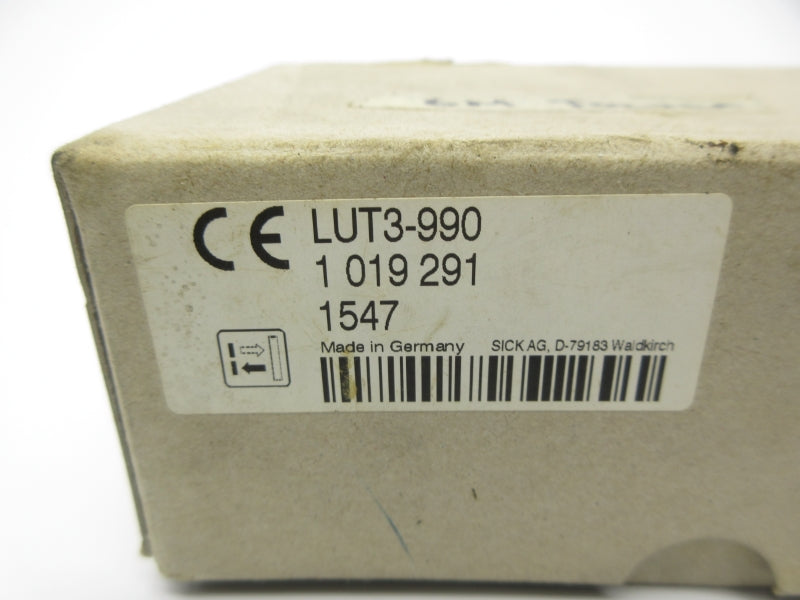 CE LUT3-990
1 019 291
1547
Made in Germany SICK AG, D-79183 Waldkirch